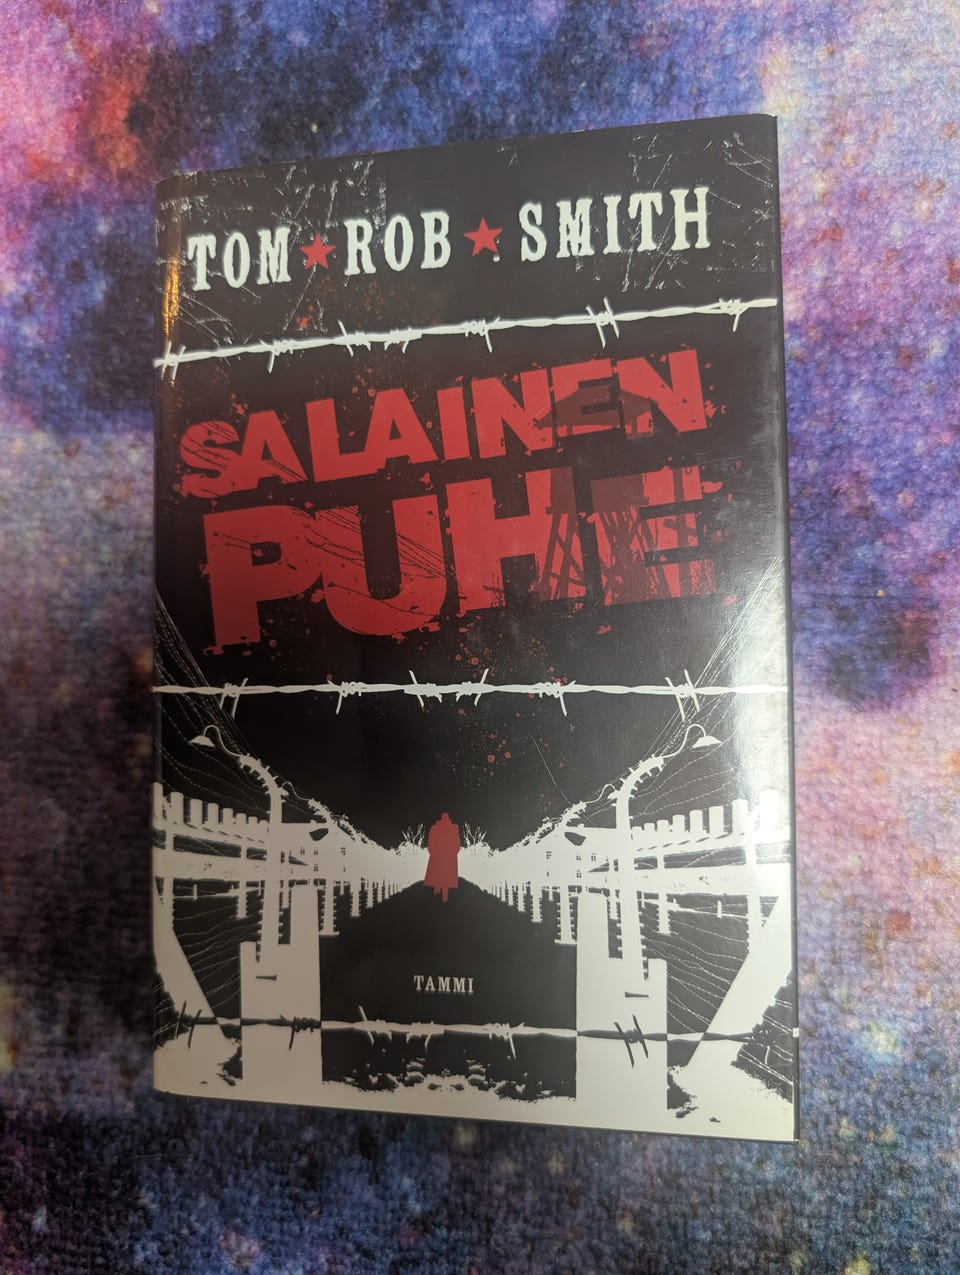 TOM★ROB★SMITH
SALAINEN
PUHE
TAMMI